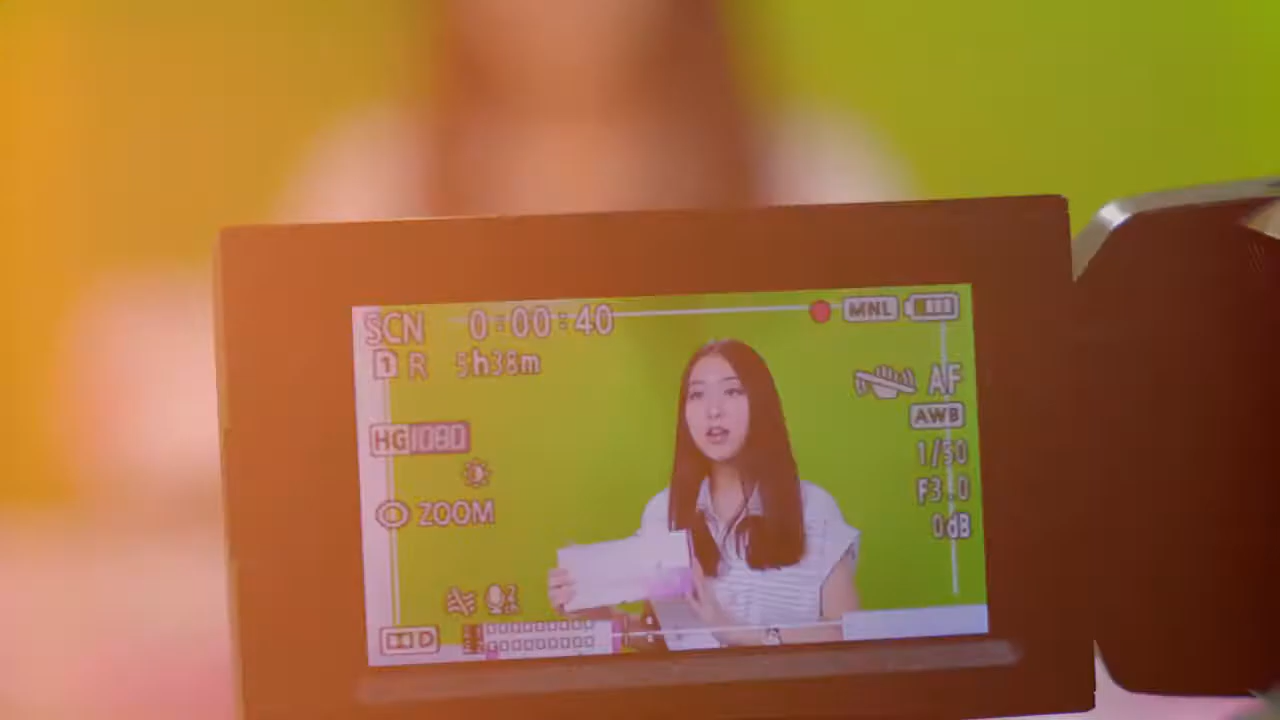 SCN 0:00:40 MNL
1 R 5h38m
AF
AWB
HG 1080
1/50
F3.0
ZOOM
0dB
D